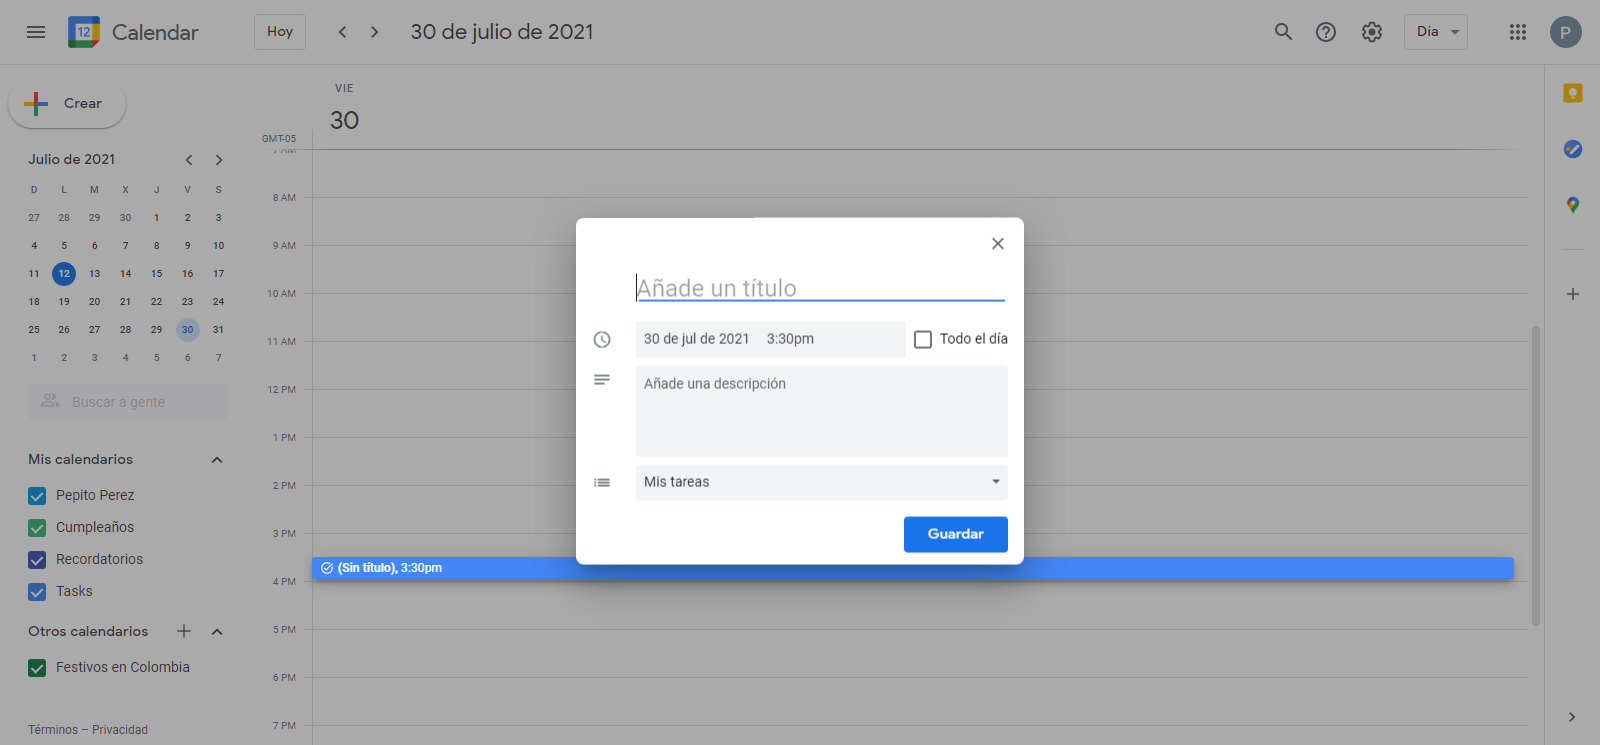 12 Calendar
Hoy
30 de julio de 2021
Día
P
Crear
VIE
30
GMT-05
Julio de 2021
D L M X J V S
27 28 29 30 1 2 3
4 5 6 7 8 9 10
11 12 13 14 15 16 17
18 19 20 21 22 23 24
25 26 27 28 29 30 31
1 2 3 4 5 6 7
Buscar a gente
Mis calendarios
Pepito Perez
Cumpleaños
Recordatorios
Tasks
Otros calendarios
Festivos en Colombia
Términos – Privacidad
8 AM
9 AM
10 AM
11 AM
12 PM
1 PM
2 PM
3 PM
4 PM
5 PM
6 PM
7 PM
(Sin título), 3:30pm
Añade un título
30 de jul de 2021 3:30pm Todo el día
Añade una descripción
Mis tareas
Guardar